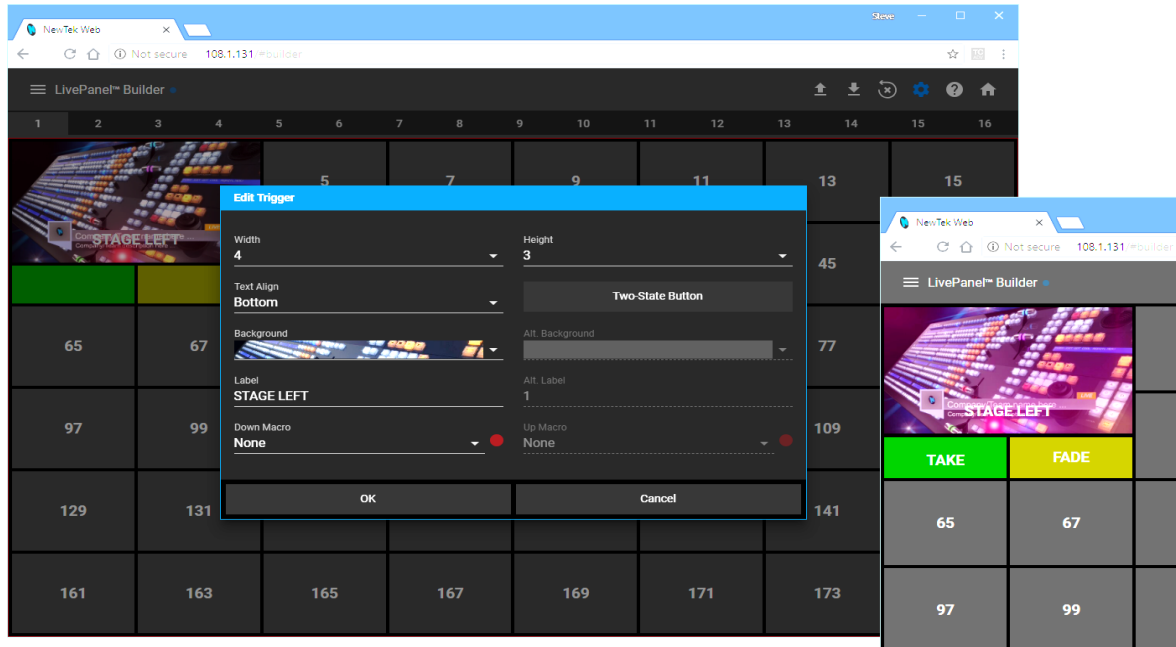 Steve
NewTek Web
Not secure 108.1.131/#builder
LivePanel™ Builder
1 2 3 4 5 6 7 8 9 10 11 12 13 14 15 16
5 7 9 11 13 15
STAGE LEFT
LIVE
45
65 67 77
97 99 109
129 131 141
161 163 165 167 169 171 173
Edit Trigger
Width
4
Height
3
Text Align
Bottom
Two-State Button
Background
Alt. Background
Label
STAGE LEFT
Alt. Label
1
Down Macro
None
Up Macro
None
OK
Cancel
NewTek Web
Not secure 108.1.131/#builder
LivePanel™ Builder
Company/Team name here ...
LIVE
STAGE LEFT
TAKE FADE
65 67
97 99